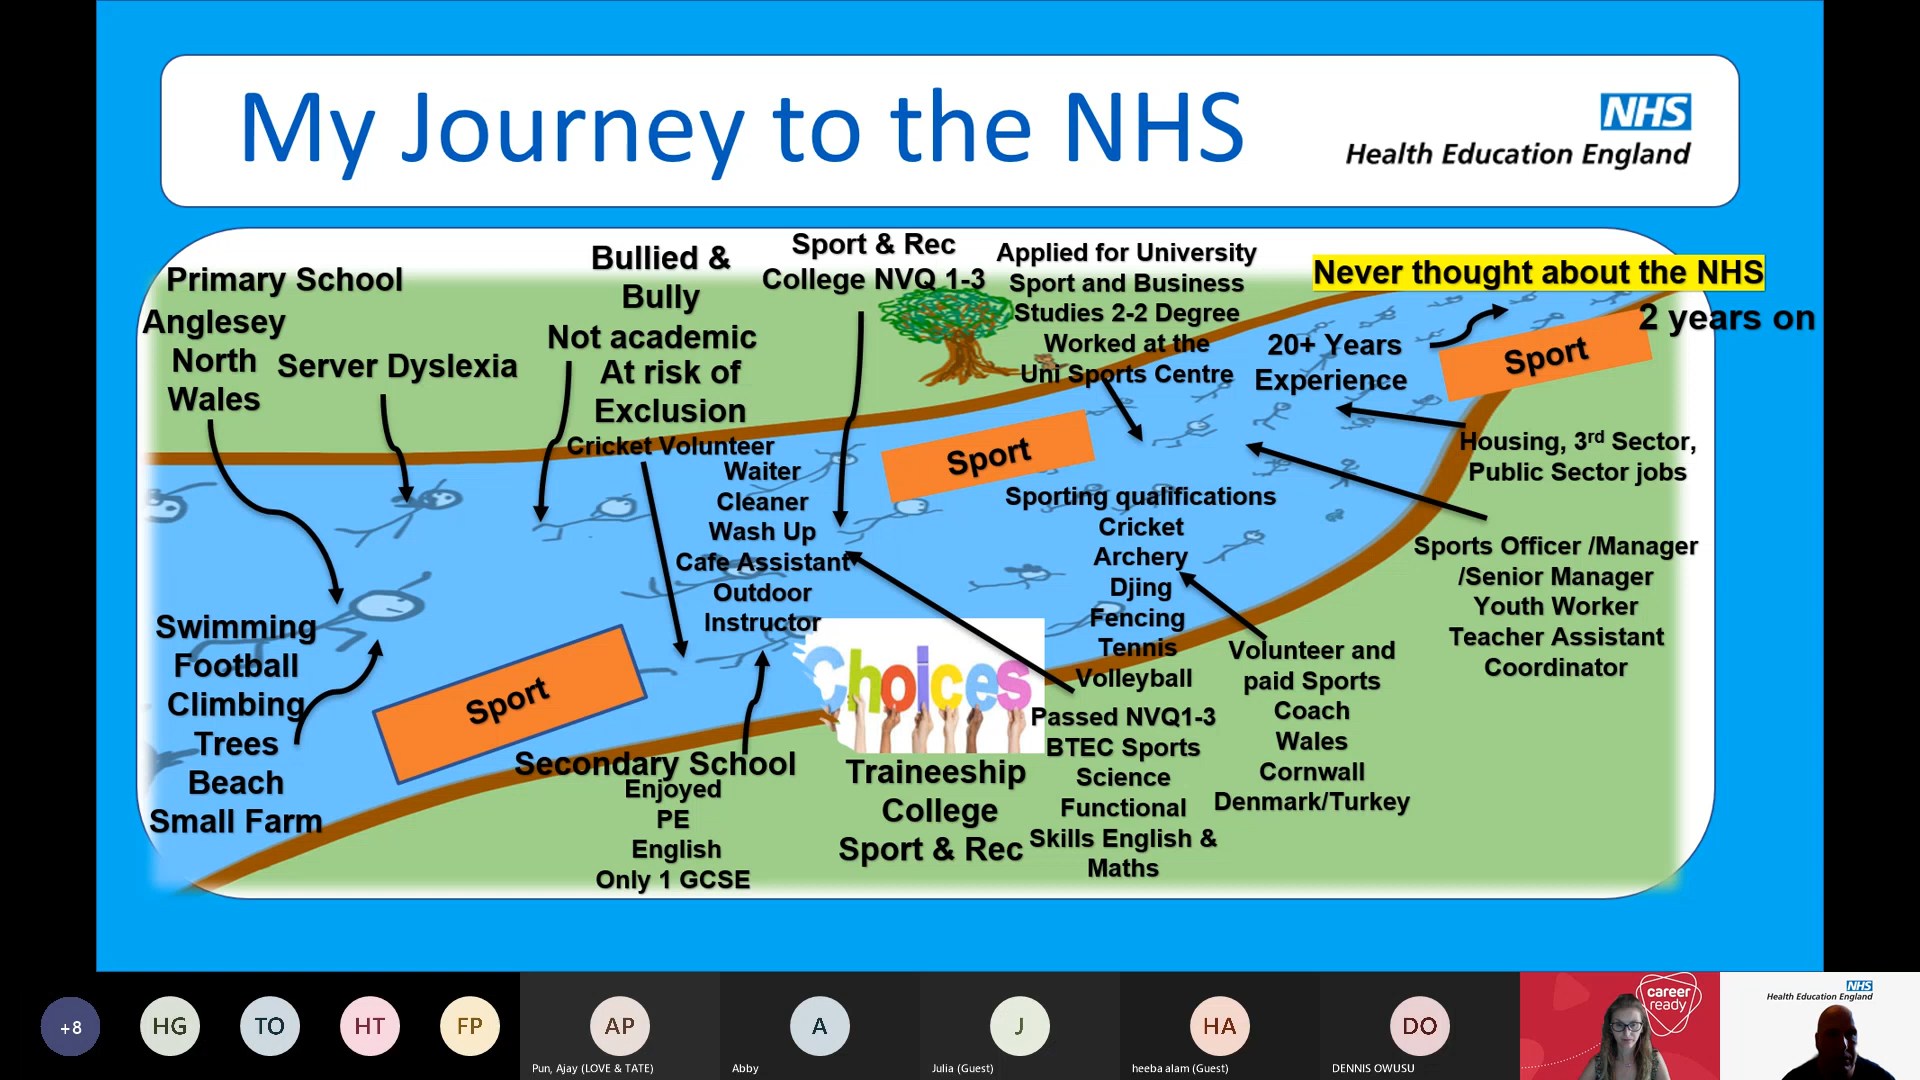 My Journey to the NHS
NHS
Health Education England
Primary School
Anglesey
North
Wales
Server Dyslexia
Bullied &
Bully
Not academic
At risk of
Exclusion
Cricket Volunteer
Waiter
Cleaner
Wash Up
Cafe Assistant
Outdoor
Instructor
Sport & Rec
College NVQ 1-3
Applied for University
Sport and Business
Studies 2-2 Degree
Worked at the
Uni Sports Centre
Never thought about the NHS
2 years on
20+ Years
Experience
Sport
Housing, 3rd Sector,
Public Sector jobs
Sport
Sporting qualifications
Cricket
Archery
Djing
Fencing
Tennis
Volleyball
Sports Officer /Manager
/Senior Manager
Youth Worker
Teacher Assistant
Coordinator
Swimming
Football
Climbing
Trees
Beach
Small Farm
Sport
Secondary School
Enjoyed
PE
English
Only 1 GCSE
Choices
Traineeship
College
Sport & Rec
Passed NVQ1-3
BTEC Sports
Science
Functional
Skills English &
Maths
Volunteer and
paid Sports
Coach
Wales
Cornwall
Denmark/Turkey
+8
HG
TO
HT
FP
AP
Pun, Ajay (LOVE & TATE)
A
Abby
J
Julia (Guest)
HA
heeba alam (Guest)
DO
DENNIS OWUSU
career
ready
NHS
Health Education England